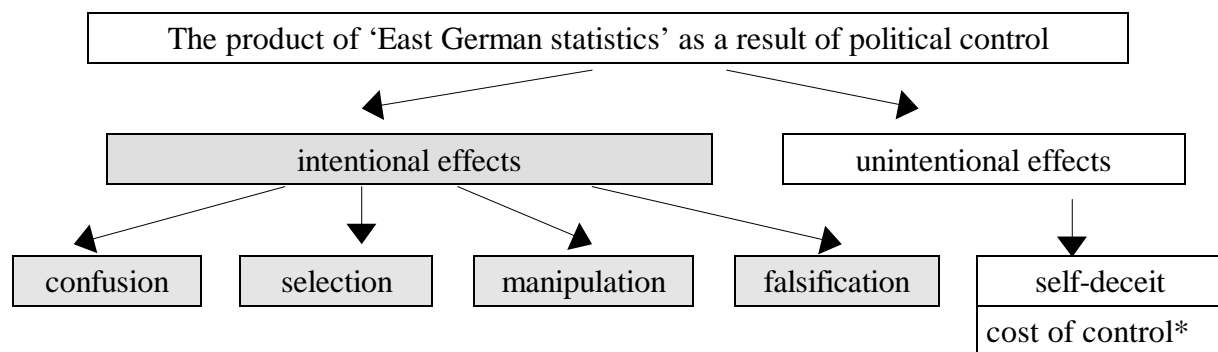 The product of ‘East German statistics’ as a result of political control
intentional effects
unintentional effects
confusion
selection
manipulation
falsification
self-deceit
cost of control*